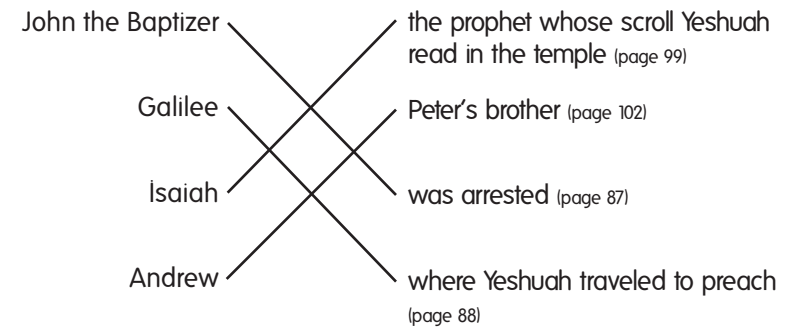 John the Baptizer
the prophet whose scroll Yeshuah
read in the temple (page 99)
Galilee
Peter's brother (page 102)
İsaiah
was arrested (page 87)
Andrew
where Yeshuah traveled to preach
(page 88)